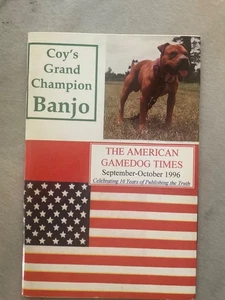 Coy's
Grand
Champion
Banjo
THE AMERICAN
GAMEDOG TIMES
September-October 1996
Celebrating 10 Years of Publishing the Truth